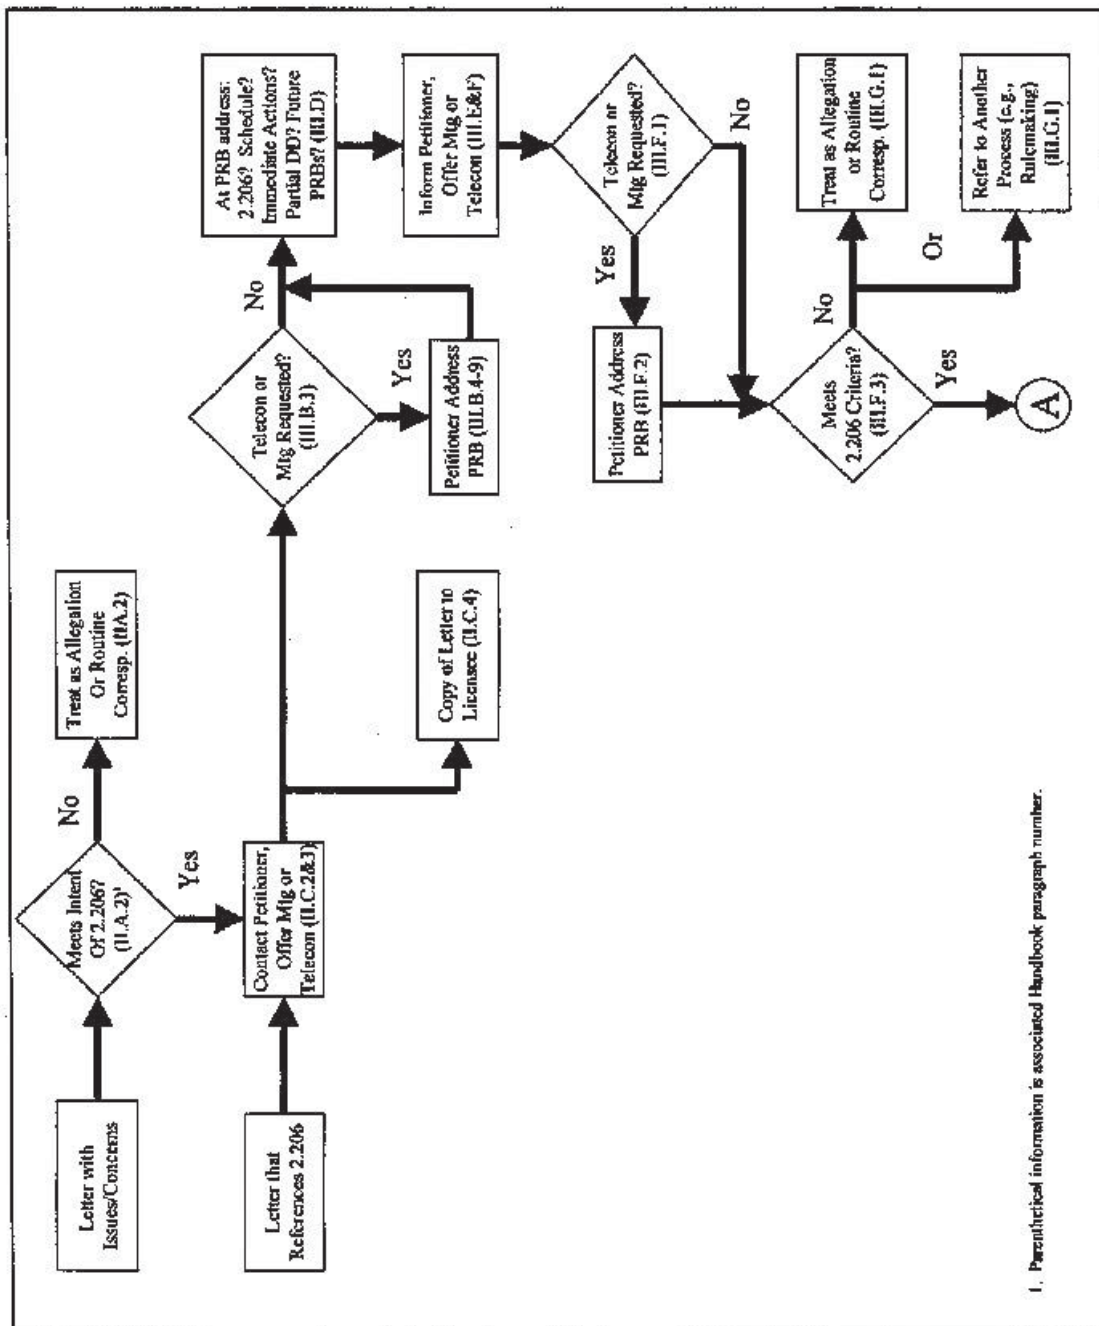 Letter with
Issues/Concerns
Meets Intent
Of 2.206?
(II.A.2)¹
No
Treat as Allegation
Or Routine
Corresp. (IIA.2)
Yes
Letter that
References 2.206
Contact Petitioner,
Offer Mtg or
Telecon (II.C.2&3)
Copy of Letter to
Licensee (II.C.4)
Telecon or
Mtg Requested?
(III.B.3)
No
Yes
Petitioner Address
PRB (III.B.4-9)
At PRB address:
2.206? Schedule?
Immediate Actions?
Partial DD? Future
PRBs? (III.D)
Inform Petitioner,
Offer Mtg or
Telecon (III.E&F)
Telecon or
Mtg Requested?
(III.F.1)
Yes
No
Petitioner Address
PRB (III.F.2)
Meets
2.206 Criteria?
(III.F.3)
No
Treat as Allegation
or Routine
Corresp. (III.G.1)
Or
Refer to Another
Process (e.g.,
Rulemaking)
(III.G.1)
Yes
A
1. Parenthetical information is associated Handbook paragraph number.